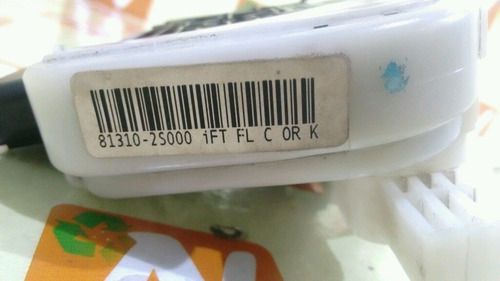 81310-2S000 iFT FL C OR K